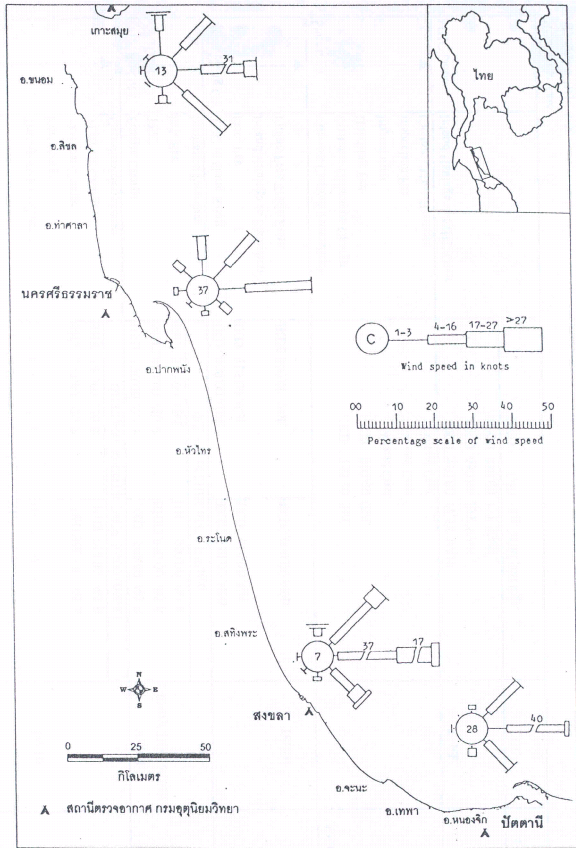 เกาะสมุย
31
13
อ.ขนอม
ไทย
อ.สิชล
อ.ท่าศาลา
37
นครศรีธรรมราช
C
1-3
4-16
17-27
>27
Wind speed in knots
อ.ปากพนัง
00 10 20 30 40 50
Percentage scale of wind speed
อ.หัวไทร
อ.ระโนด
อ.สทิงพระ
37
17
7
N
W E
S
สงขลา
40
28
0 25 50
กิโลเมตร
อ.จะนะ
อ.เทพา
อ.หนองจิก
ปัตตานี
สถานีตรวจอากาศ กรมอุตุนิยมวิทยา